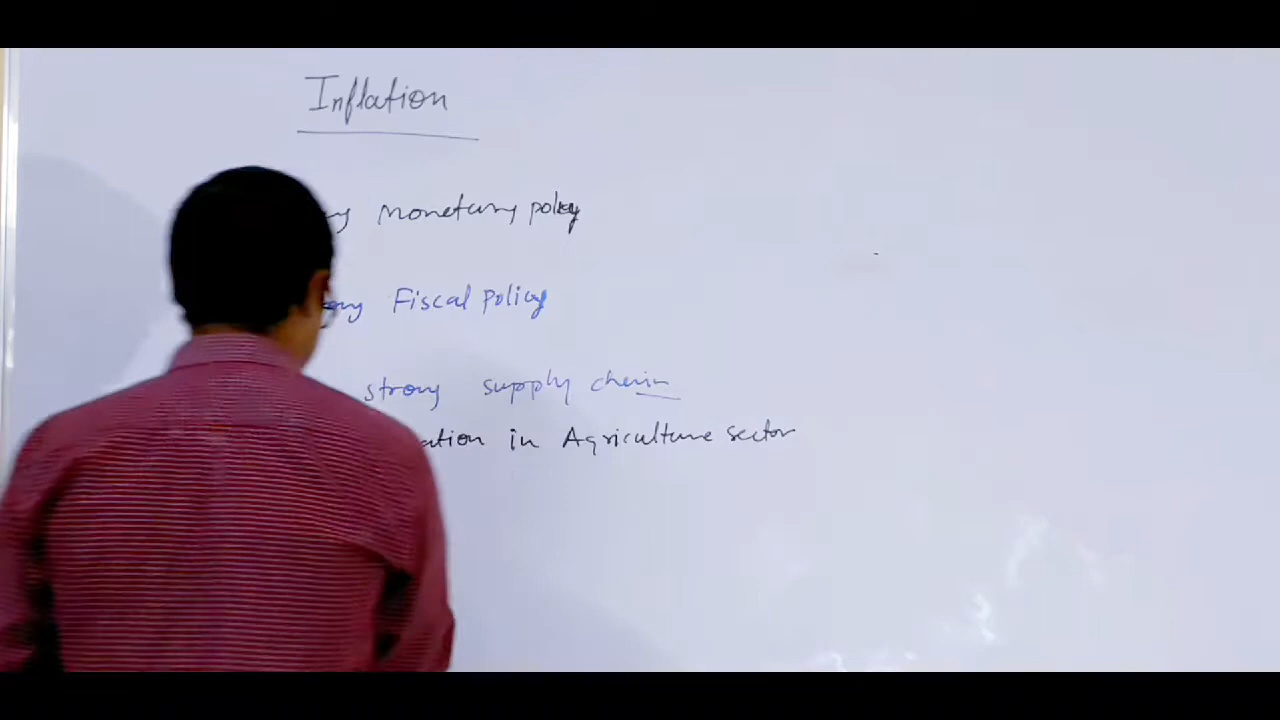 Inflation
Monetary policy
Fiscal policy
strong supply chain
in Agriculture sector